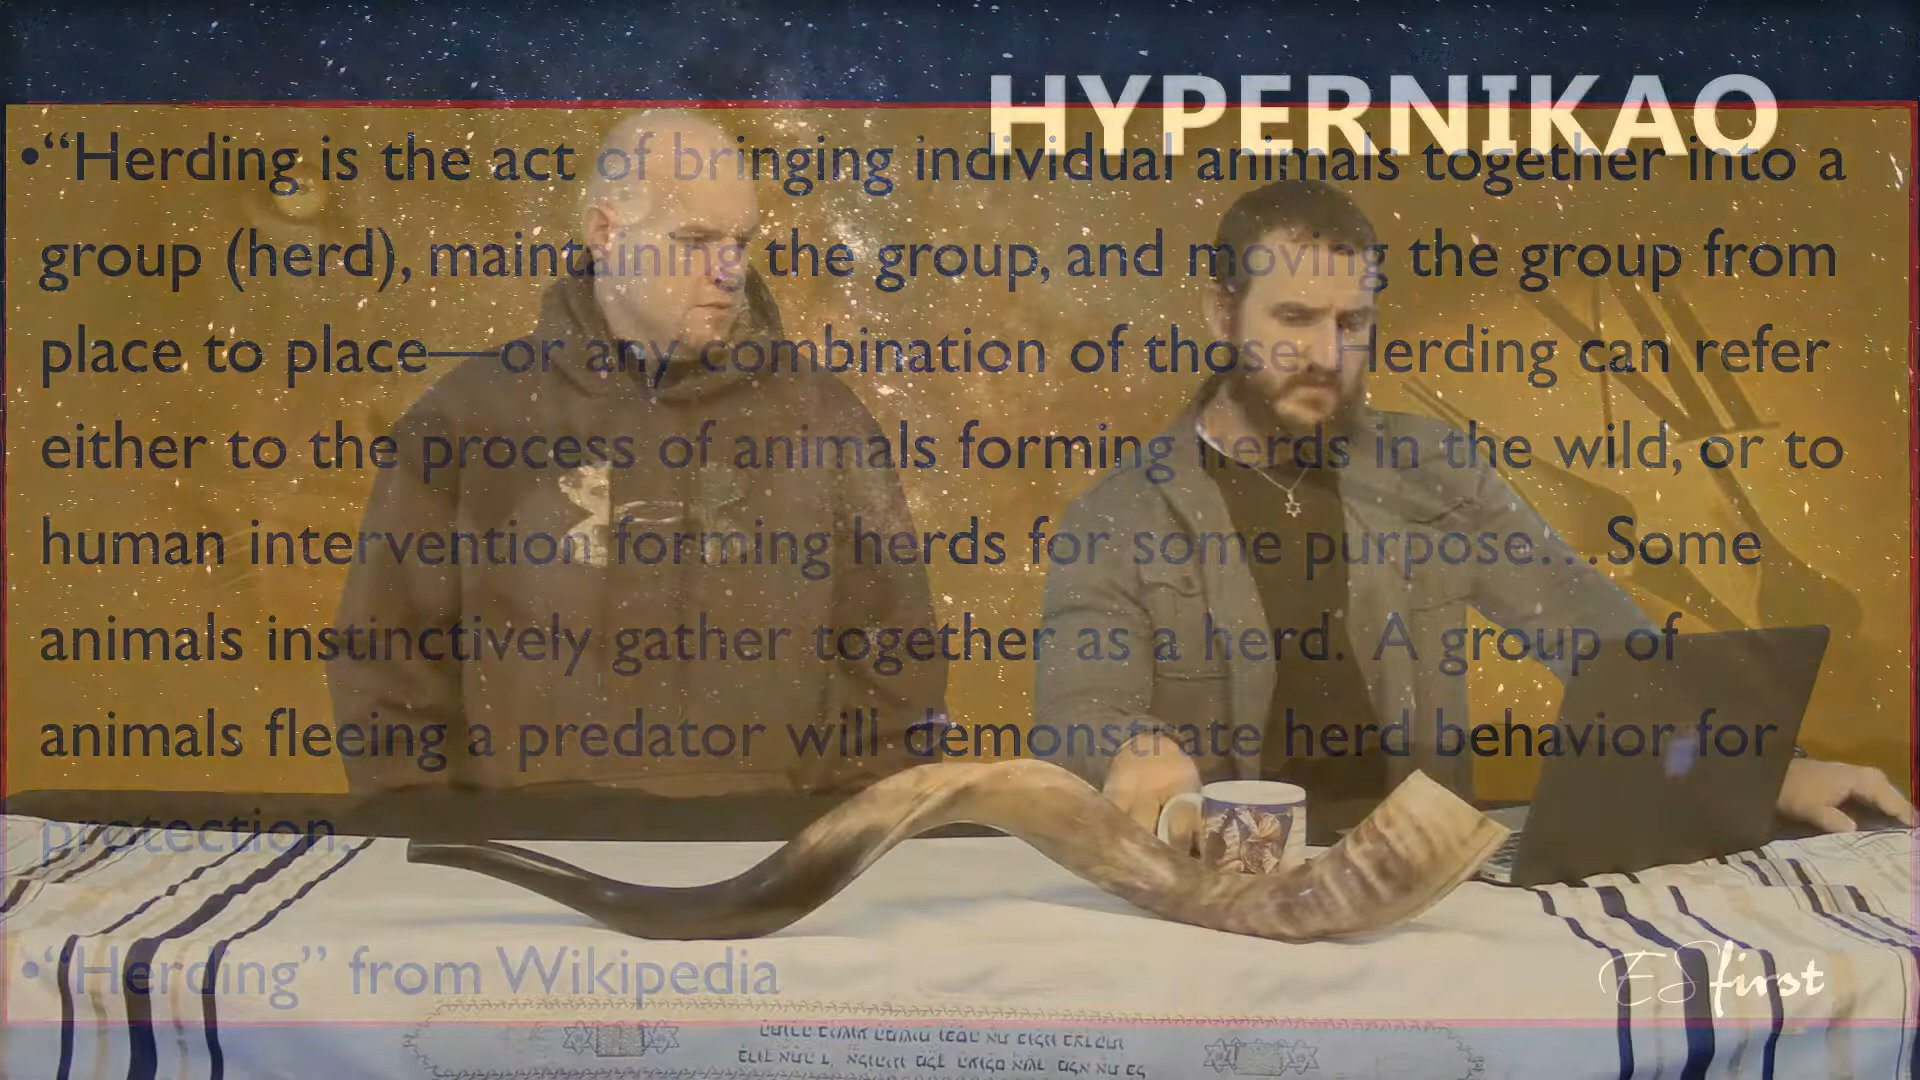 HYPERNIKAO
•“Herding is the act of bringing individual animals together into a
group (herd), maintaining the group, and moving the group from
place to place—or any combination of those. Herding can refer
either to the process of animals forming herds in the wild, or to
human intervention forming herds for some purpose…Some
animals instinctively gather together as a herd. A group of
animals fleeing a predator will demonstrate herd behavior for
protection.
•“Herding” from Wikipedia
ESfirst